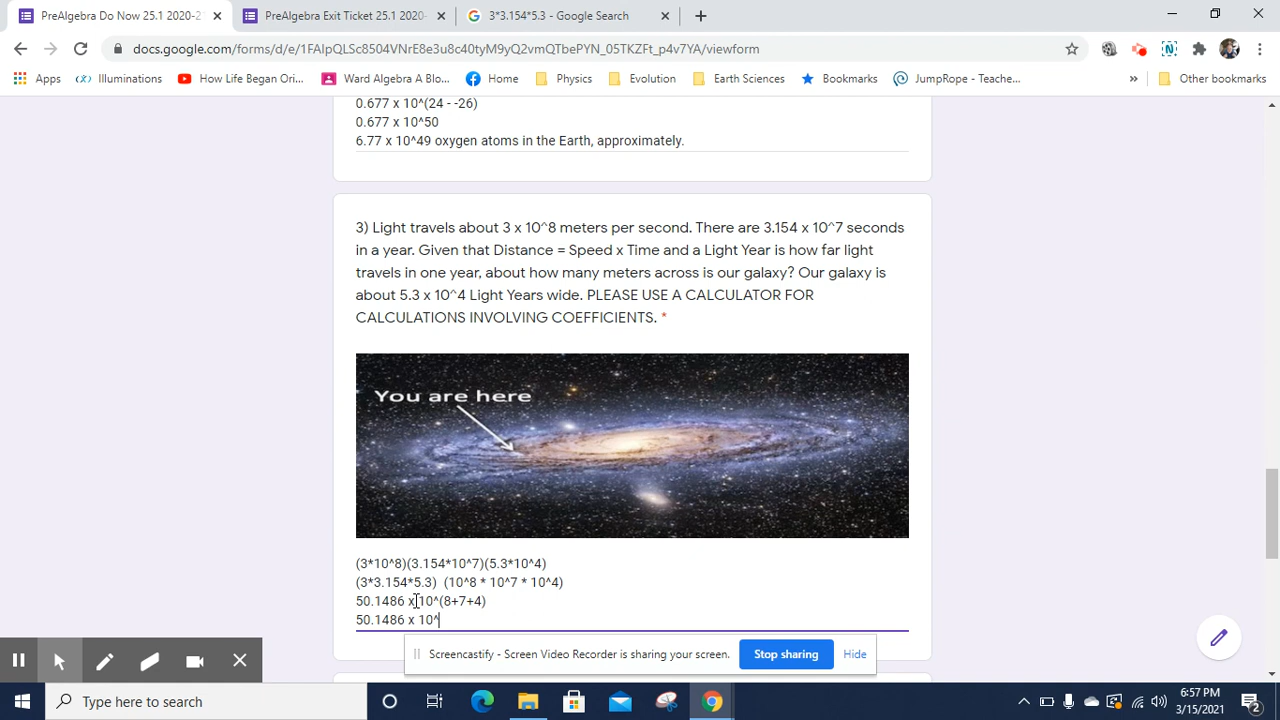 PreAlgebra Do Now 25.1 2020-2
PreAlgebra Exit Ticket 25.1 2020-
3*3.154*5.3 - Google Search
docs.google.com/forms/d/e/1FAIpQLSc8504VNrE8e3u8c40tyM9yQ2vmQTbePYN_05TKZFt_p4v7YA/viewform
Apps
Illuminations
How Life Began Ori...
Ward Algebra A Blo...
Home
Physics
Evolution
Earth Sciences
Bookmarks
JumpRope - Teache...
»
Other bookmarks
0.677 x 10^(24 - -26)
0.677 x 10^50
6.77 x 10^49 oxygen atoms in the Earth, approximately.
3) Light travels about 3 x 10^8 meters per second. There are 3.154 x 10^7 seconds
in a year. Given that Distance = Speed x Time and a Light Year is how far light
travels in one year, about how many meters across is our galaxy? Our galaxy is
about 5.3 x 10^4 Light Years wide. PLEASE USE A CALCULATOR FOR
CALCULATIONS INVOLVING COEFFICIENTS. *
You are here
(3*10^8)(3.154*10^7)(5.3*10^4)
(3*3.154*5.3) (10^8 * 10^7 * 10^4)
50.1486 x 10^(8+7+4)
50.1486 x 10^
Screencastify - Screen Video Recorder is sharing your screen.
Stop sharing
Hide
Type here to search
6:57 PM
3/15/2021
2